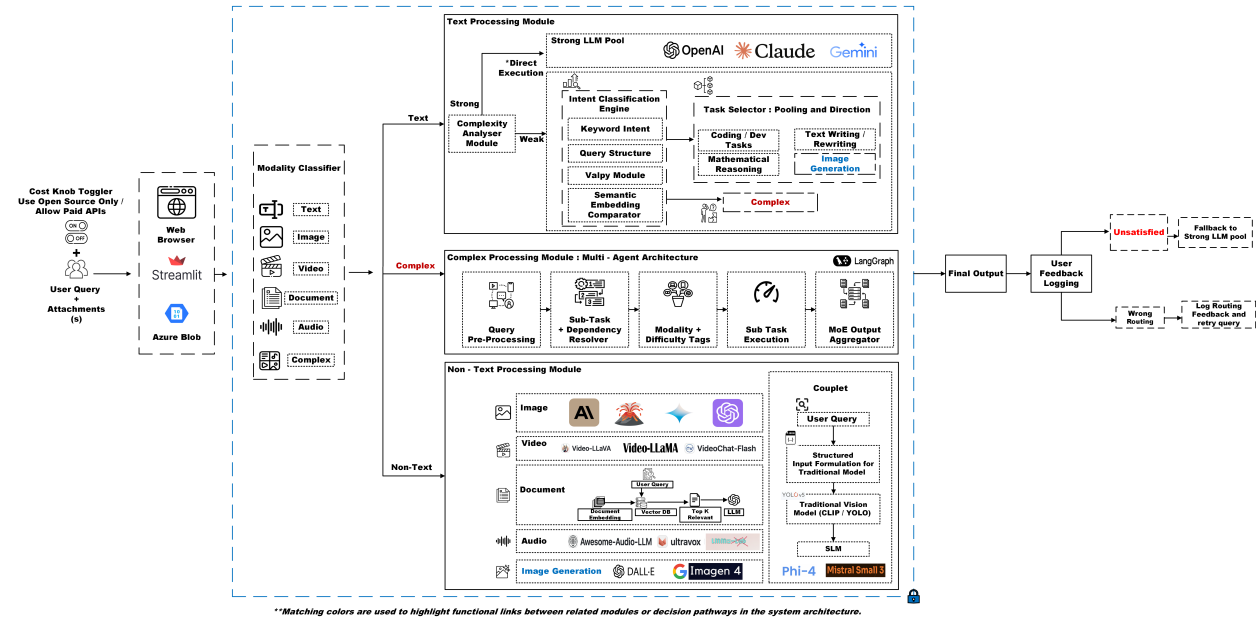 Cost Knob Toggler
Use Open Source Only /
Allow Paid APIs
ON
OFF
+
User Query
+
Attachments
(s)
Web
Browser
Streamlit
Azure Blob
Modality Classifier
Text
Image
Video
Document
Audio
Complex
Text
Complex
Non-Text
Text Processing Module
Strong LLM Pool
OpenAI
Claude
Gemini
*Direct
Execution
Strong
Complexity
Analyser
Module
Weak
Intent Classification
Engine
Keyword Intent
Query Structure
Valpy Module
Semantic
Embedding
Comparator
Task Selector : Pooling and Direction
Coding / Dev
Tasks
Text Writing /
Rewriting
Mathematical
Reasoning
Image
Generation
Complex
Complex Processing Module : Multi - Agent Architecture
LangGraph
Query
Pre-Processing
Sub-Task
+ Dependency
Resolver
Modality +
Difficulty Tags
Sub Task
Execution
MoE Output
Aggregator
Non - Text Processing Module
Image
Video
Video-LLaVA
Video-LLaMA
VideoChat-Flash
Document
User Query
Document
Embedding
Vector DB
Top K
Relevant
LLM
Audio
Awesome-Audio-LLM
ultravox
Image Generation
DALL·E
Imagen 4
Couplet
User Query
Structured
Input Formulation for
Traditional Model
YOLOv5
Traditional Vision
Model (CLIP / YOLO)
SLM
Phi-4
Mistral Small 3
Final Output
User
Feedback
Logging
Unsatisfied
Fallback to
Strong LLM pool
Wrong
Routing
Log Routing
Feedback and
retry query
**Matching colors are used to highlight functional links between related modules or decision pathways in the system architecture.